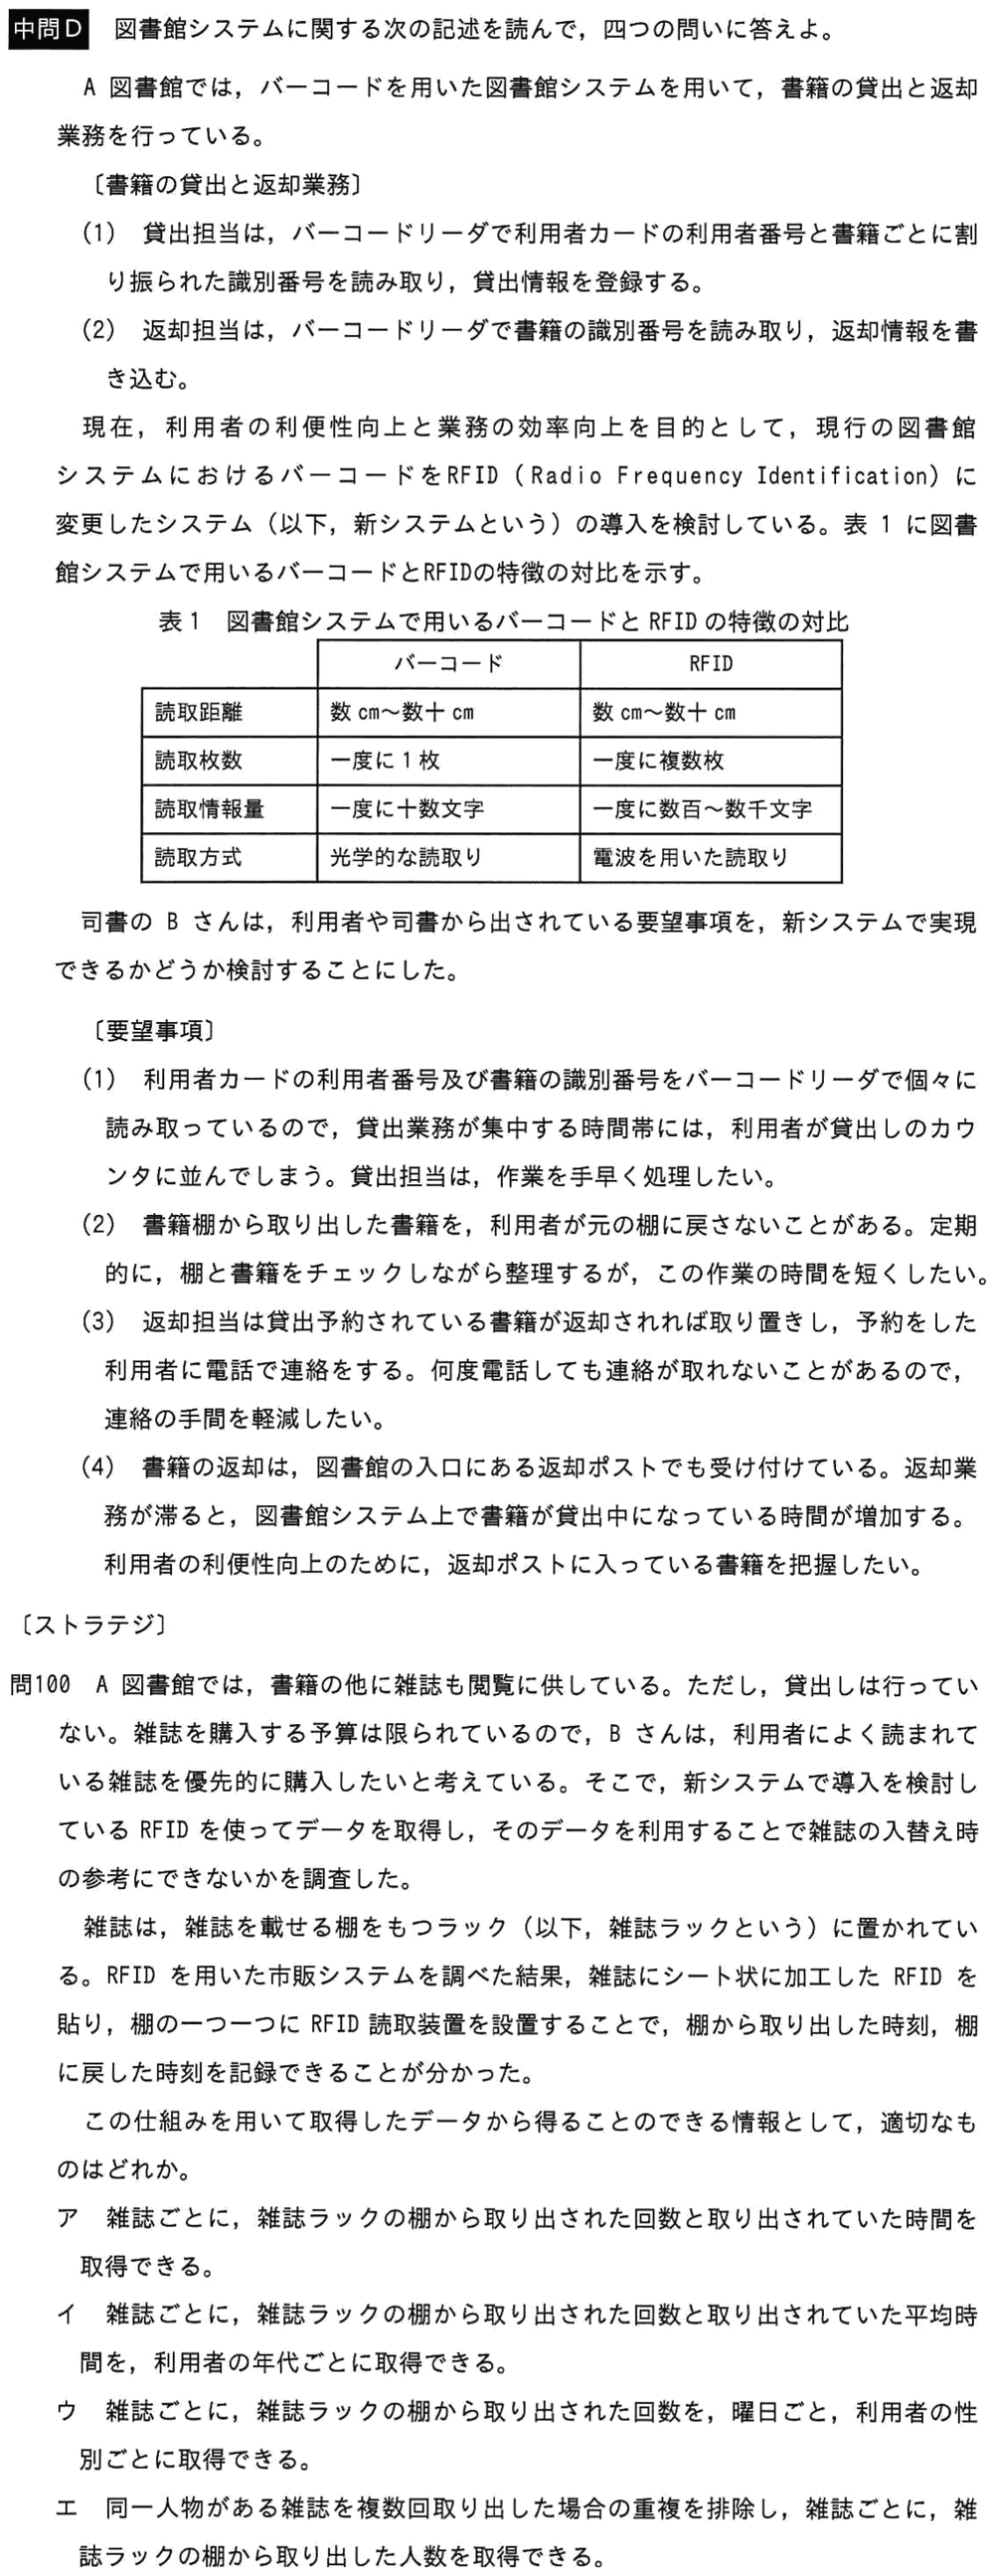 中問D 図書館システムに関する次の記述を読んで，四つの問いに答えよ。
A 図書館では，バーコードを用いた図書館システムを用いて，書籍の貸出と返却
業務を行っている。
〔書籍の貸出と返却業務〕
(1) 貸出担当は，バーコードリーダで利用者カードの利用者番号と書籍ごとに割
り振られた識別番号を読み取り，貸出情報を登録する。
(2) 返却担当は，バーコードリーダで書籍の識別番号を読み取り，返却情報を書
き込む。
現在，利用者の利便性向上と業務の効率向上を目的として，現行の図書館
システムにおけるバーコードをRFID（Radio Frequency Identification）に
変更したシステム（以下，新システムという）の導入を検討している。表 1 に図書
館システムで用いるバーコードとRFIDの特徴の対比を示す。
表1 図書館システムで用いるバーコードと RFID の特徴の対比
バーコード RFID
読取距離 数 cm～数十 cm 数 cm～数十 cm
読取枚数 一度に 1 枚 一度に複数枚
読取情報量 一度に十数文字 一度に数百～数千文字
読取方式 光学的な読取り 電波を用いた読取り
司書の B さんは，利用者や司書から出されている要望事項を，新システムで実現
できるかどうか検討することにした。
〔要望事項〕
(1) 利用者カードの利用者番号及び書籍の識別番号をバーコードリーダで個々に
読み取っているので，貸出業務が集中する時間帯には，利用者が貸出しのカウ
ンタに並んでしまう。貸出担当は，作業を手早く処理したい。
(2) 書籍棚から取り出した書籍を，利用者が元の棚に戻さないことがある。定期
的に，棚と書籍をチェックしながら整理するが，この作業の時間を短くしたい。
(3) 返却担当は貸出予約されている書籍が返却されれば取り置きし，予約をした
利用者に電話で連絡をする。何度電話しても連絡が取れないことがあるので，
連絡の手間を軽減したい。
(4) 書籍の返却は，図書館の入口にある返却ポストでも受け付けている。返却業
務が滞ると，図書館システム上で書籍が貸出中になっている時間が増加する。
利用者の利便性向上のために，返却ポストに入っている書籍を把握したい。
〔ストラテジ〕
問100 A 図書館では，書籍の他に雑誌も閲覧に供している。ただし，貸出しは行ってい
ない。雑誌を購入する予算は限られているので，B さんは，利用者によく読まれて
いる雑誌を優先的に購入したいと考えている。そこで，新システムで導入を検討し
ている RFID を使ってデータを取得し，そのデータを利用することで雑誌の入替え時
の参考にできないかを調査した。
雑誌は，雑誌を載せる棚をもつラック（以下，雑誌ラックという）に置かれてい
る。RFID を用いた市販システムを調べた結果，雑誌にシート状に加工した RFID を
貼り，棚の一つ一つに RFID 読取装置を設置することで，棚から取り出した時刻，棚
に戻した時刻を記録できることが分かった。
この仕組みを用いて取得したデータから得ることのできる情報として，適切なも
のはどれか。
ア 雑誌ごとに，雑誌ラックの棚から取り出された回数と取り出されていた時間を
取得できる。
イ 雑誌ごとに，雑誌ラックの棚から取り出された回数と取り出されていた平均時
間を，利用者の年代ごとに取得できる。
ウ 雑誌ごとに，雑誌ラックの棚から取り出された回数を，曜日ごと，利用者の性
別ごとに取得できる。
エ 同一人物がある雑誌を複数回取り出した場合の重複を排除し，雑誌ごとに，雑
誌ラックの棚から取り出した人数を取得できる。